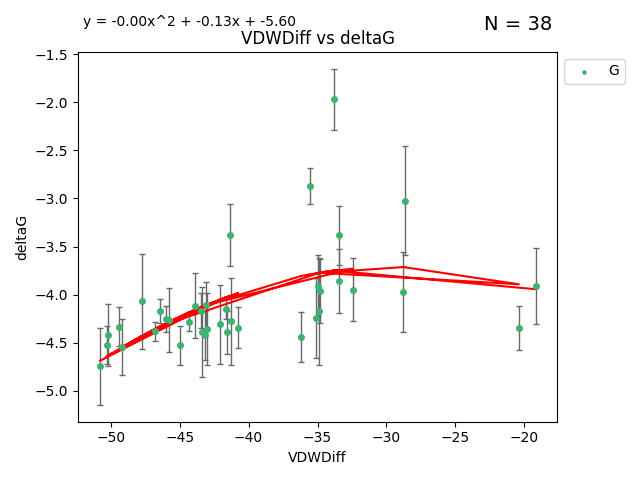 y = -0.00x^2 + -0.13x + -5.60
N = 38
VDWDiff vs deltaG
G
−1.5
−2.0
−2.5
−3.0
−3.5
−4.0
−4.5
−5.0
deltaG
−50 −45 −40 −35 −30 −25 −20
VDWDiff